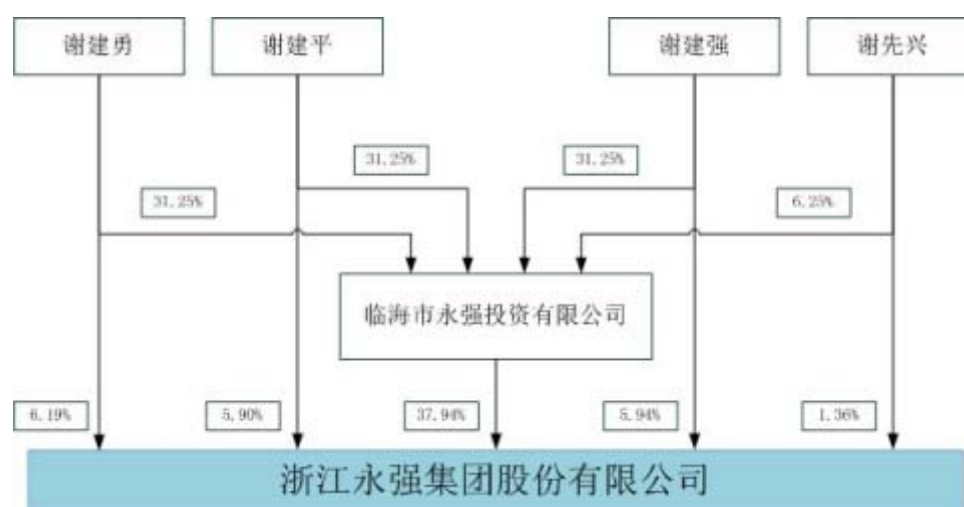 谢建勇
谢建平
谢建强
谢先兴
31.25%
31.25%
31.25%
6.25%
临海市永强投资有限公司
6.19%
5.90%
37.94%
5.94%
1.36%
浙江永强集团股份有限公司